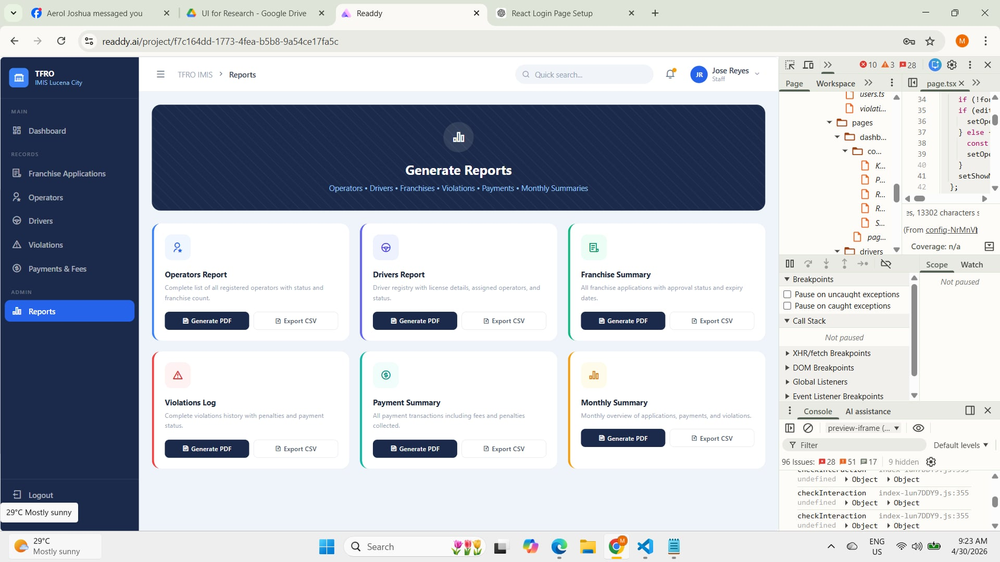 Aerol Joshua messaged you
UI for Research - Google Drive
Readdy
React Login Page Setup
readdy.ai/project/f7c164dd-1773-4fea-b5b8-9a54ce17fa5c
M
TFRO
IMIS Lucena City
MAIN
Dashboard
RECORDS
Franchise Applications
Operators
Drivers
Violations
Payments & Fees
ADMIN
Reports
Logout
29°C Mostly sunny
TFRO IMIS > Reports
Quick search...
JR
Jose Reyes
Staff
Generate Reports
Operators • Drivers • Franchises • Violations • Payments • Monthly Summaries
Operators Report
Complete list of all registered operators with status and
franchise count.
Generate PDF
Export CSV
Drivers Report
Driver registry with license details, assigned operators, and
status.
Generate PDF
Export CSV
Franchise Summary
All franchise applications with approval status and expiry
dates.
Generate PDF
Export CSV
Violations Log
Complete violations history with penalties and payment
status.
Generate PDF
Export CSV
Payment Summary
All payment transactions including fees and penalties
collected.
Generate PDF
Export CSV
Monthly Summary
Monthly overview of applications, payments, and violations.
Generate PDF
Export CSV
10 3 28
Page Workspace
page.tsx
users.ts
violati...
pages
dashb...
co...
K...
P...
R...
R...
S...
pag...
drivers
34 if (!for
35 if (edit
36 setOpe
37 } else
38 const
39 setOpe
40 }
41 setShowM
42 };
es, 13302 characters s
(From config-NrMnV
Coverage: n/a
Scope Watch
Not paused
Breakpoints
Pause on uncaught exceptions
Pause on caught exceptions
Call Stack
Not paused
XHR/fetch Breakpoints
DOM Breakpoints
Global Listeners
Event Listener Breakpoints
Console AI assistance
preview-iframe (...
Filter
Default levels
96 Issues: 28 51 17 9 hidden
checkInteraction index-lun7DDY9.js:355
undefined Object Object
checkInteraction index-lun7DDY9.js:355
undefined Object Object
checkInteraction index-lun7DDY9.js:355
undefined Object Object
29°C
Mostly sunny
Search
M
ENG
US
9:23 AM
4/30/2026